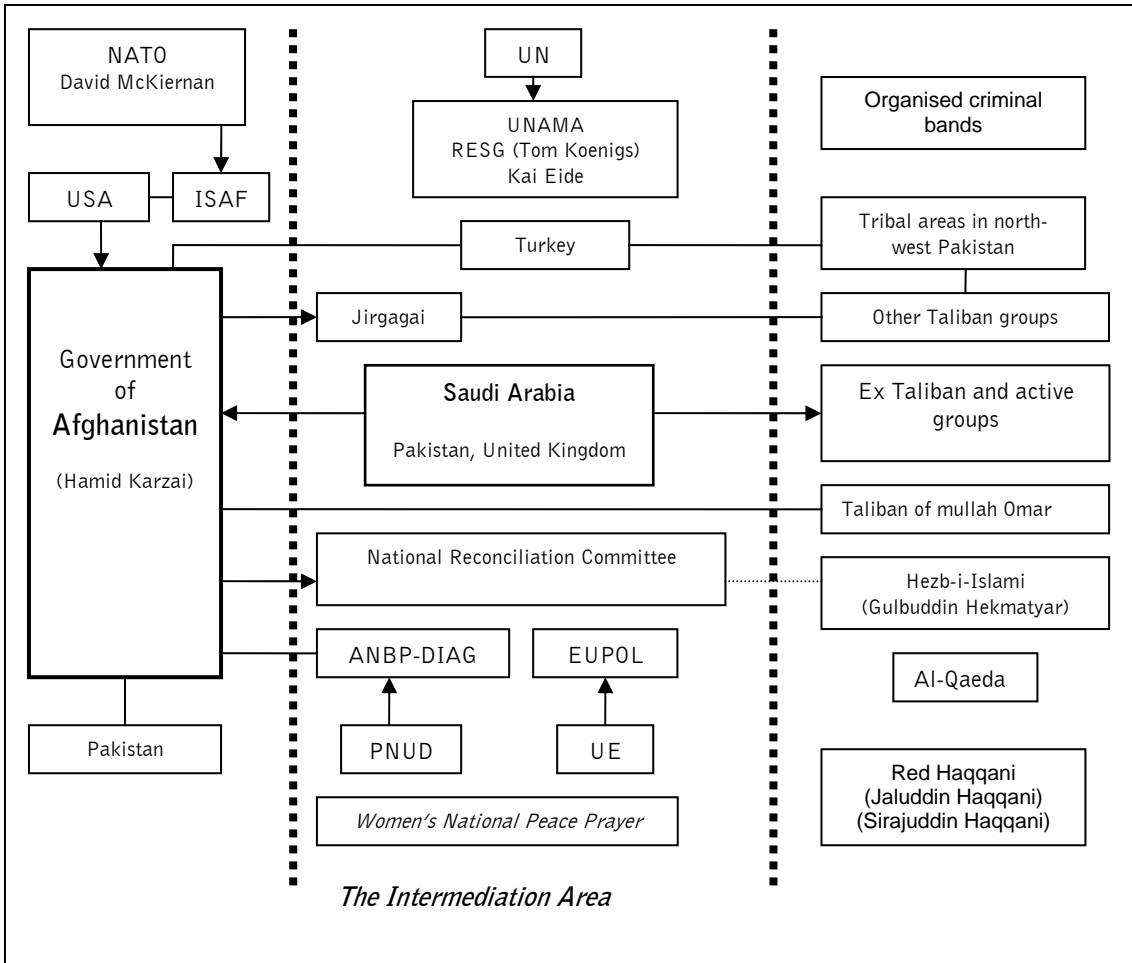 NATO
David McKiernan
USA
ISAF
Government
of
Afghanistan
(Hamid Karzai)
Pakistan
UN
UNAMA
RESG (Tom Koenigs)
Kai Eide
Turkey
Jirgagai
Saudi Arabia
Pakistan, United Kingdom
National Reconciliation Committee
ANBP-DIAG
EUPOL
PNUD
UE
Women's National Peace Prayer
The Intermediation Area
Organised criminal
bands
Tribal areas in north-
west Pakistan
Other Taliban groups
Ex Taliban and active
groups
Taliban of mullah Omar
Hezb-i-Islami
(Gulbuddin Hekmatyar)
Al-Qaeda
Red Haqqani
(Jaluddin Haqqani)
(Sirajuddin Haqqani)